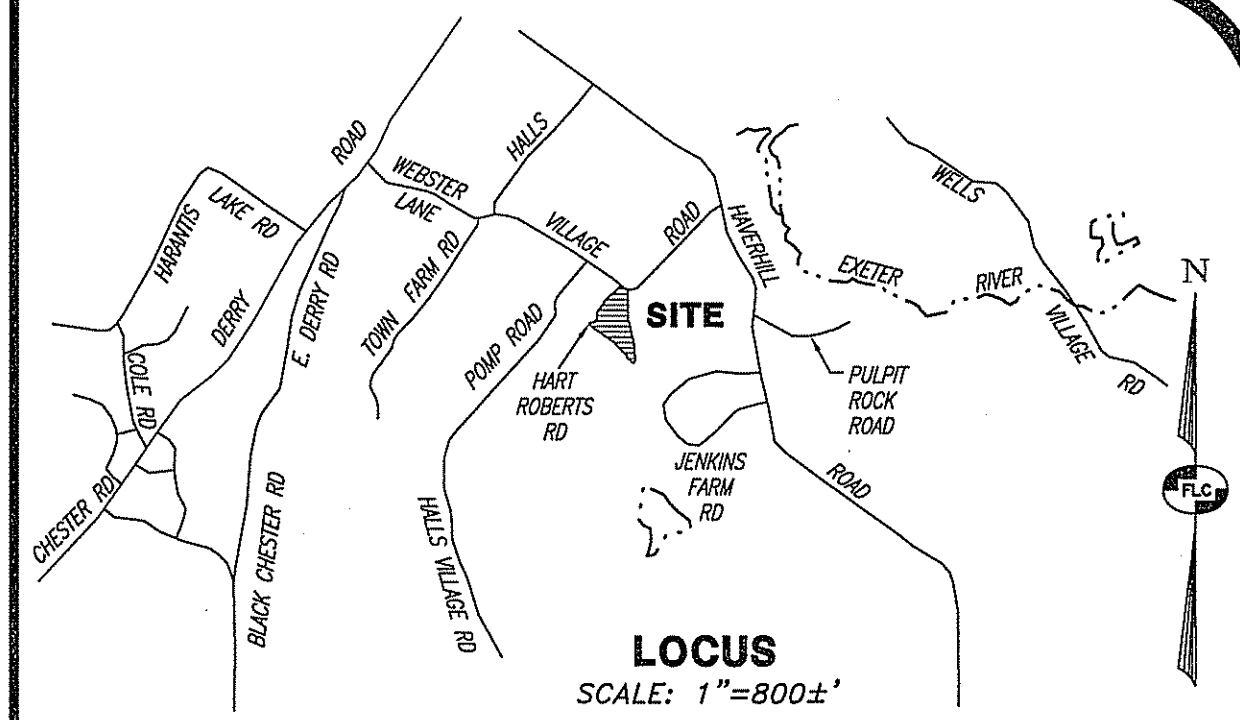 HARANTIS
LAKE RD
DERRY
ROAD
WEBSTER
LANE
HALLS
VILLAGE
ROAD
HAVERHILL
ROAD
EXETER
RIVER
WELLS
VILLAGE
RD
N
COLE RD
CHESTER RD
E. DERRY RD
BLACK CHESTER RD
TOWN FARM RD
POMP ROAD
HALLS VILLAGE RD
SITE
HART
ROBERTS
RD
PULPIT
ROCK
ROAD
JENKINS
FARM
RD
FLC
LOCUS
SCALE: 1"=800±'